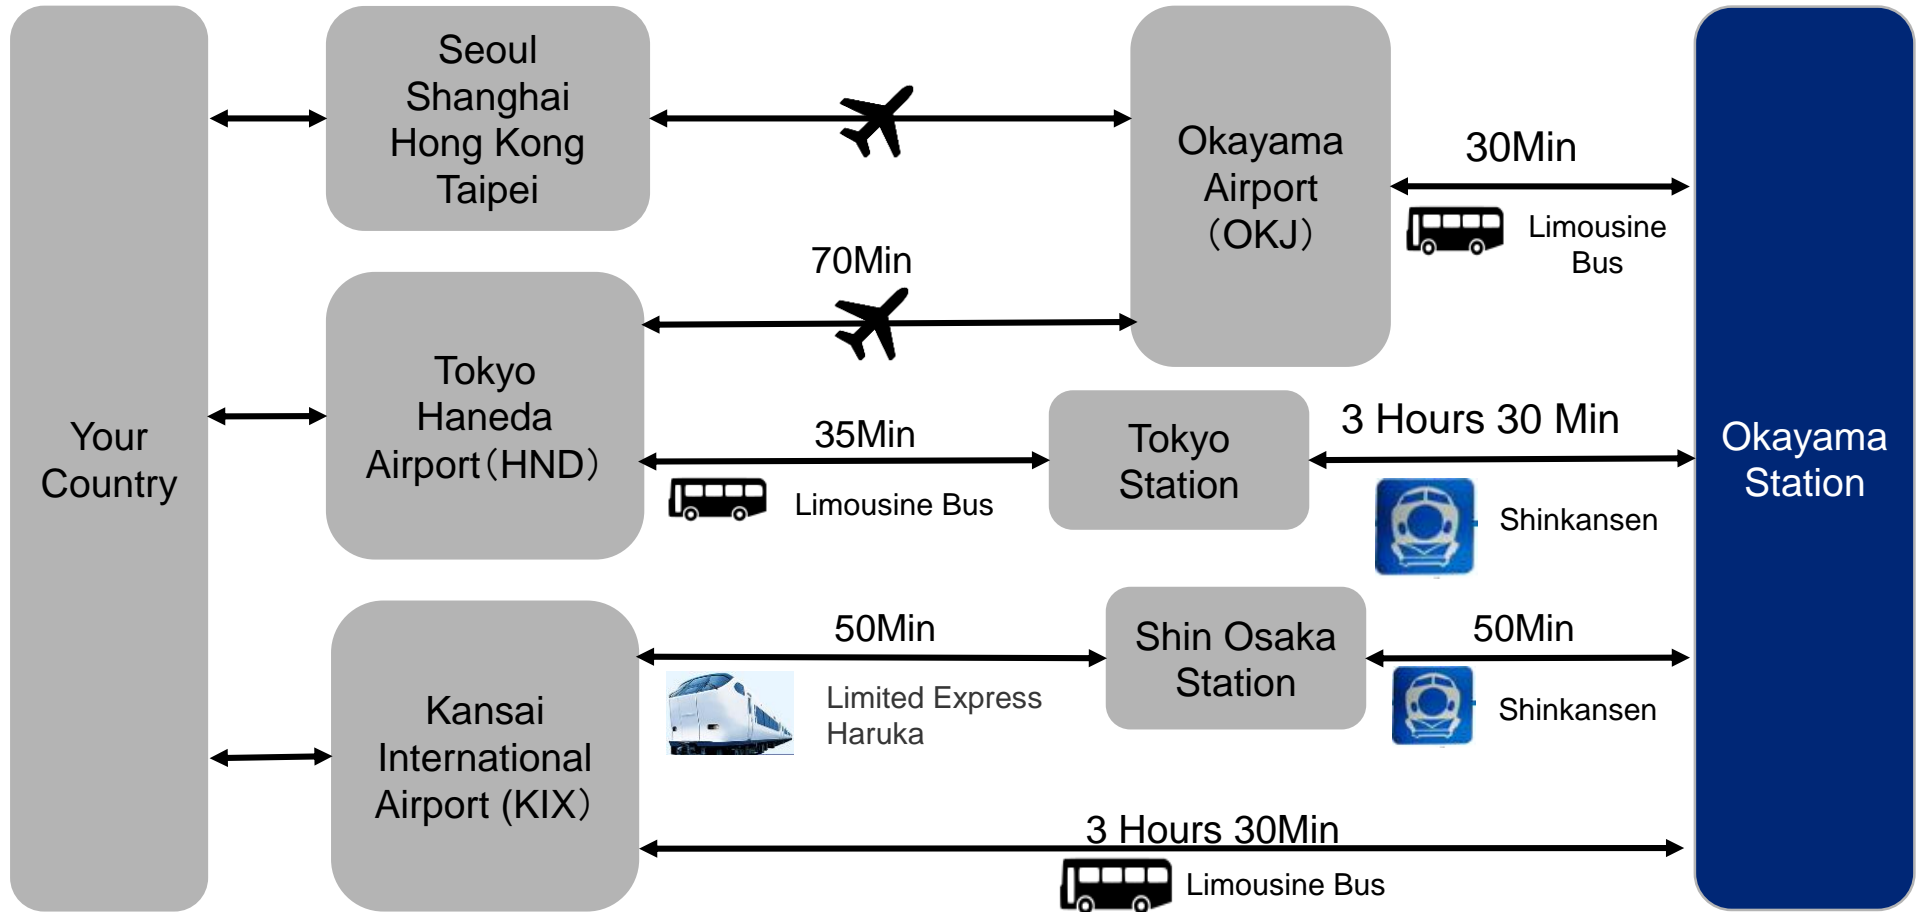 Your
Country
Seoul
Shanghai
Hong Kong
Taipei
Okayama
Airport
（OKJ）
30Min
Limousine
Bus
70Min
Tokyo
Haneda
Airport（HND）
35Min
Limousine Bus
Tokyo
Station
3 Hours 30 Min
Shinkansen
Okayama
Station
Kansai
International
Airport (KIX）
50Min
Limited Express
Haruka
Shin Osaka
Station
50Min
Shinkansen
3 Hours 30Min
Limousine Bus